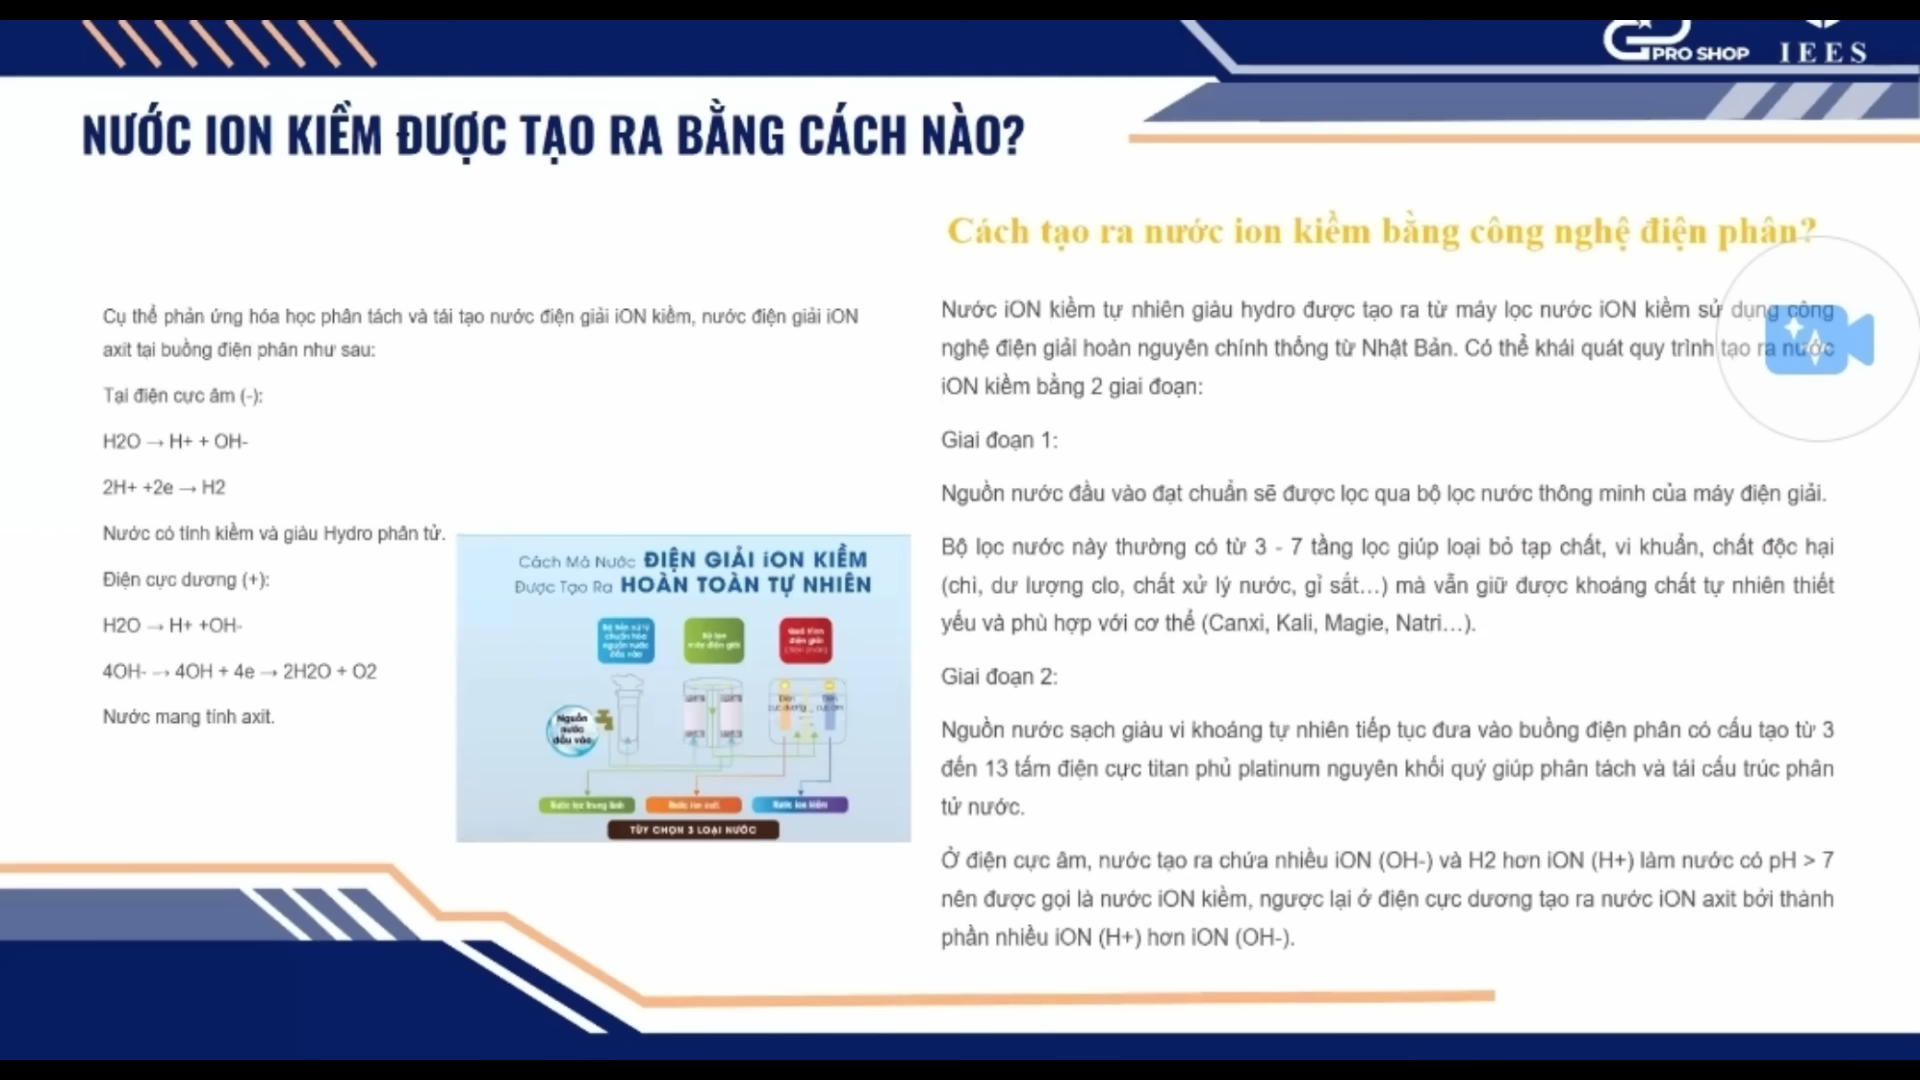 PRO SHOP
IEES
NƯỚC ION KIỀM ĐƯỢC TẠO RA BẰNG CÁCH NÀO?
Cụ thể phản ứng hóa học phân tách và tái tạo nước điện giải iON kiềm, nước điện giải iON
axit tại buồng điện phân như sau:
Tại điện cực âm (-):
H2O → H+ + OH-
2H+ +2e → H2
Nước có tính kiềm và giàu Hydro phân tử.
Điện cực dương (+):
H2O → H+ +OH-
4OH- → 4OH + 4e → 2H2O + O2
Nước mang tính axit.
Cách Mà Nước ĐIỆN GIẢI iON KIỀM
Được Tạo Ra HOÀN TOÀN TỰ NHIÊN
Nguồn
nước
đầu vào
Nước ion axit
Nước ion kiềm
TÙY CHỌN 3 LOẠI NƯỚC
Cách tạo ra nước ion kiềm bằng công nghệ điện phân?
Nước iON kiềm tự nhiên giàu hydro được tạo ra từ máy lọc nước iON kiềm sử dụng công
nghệ điện giải hoàn nguyên chính thống từ Nhật Bản. Có thể khái quát quy trình tạo ra nước
iON kiềm bằng 2 giai đoạn:
Giai đoạn 1:
Nguồn nước đầu vào đạt chuẩn sẽ được lọc qua bộ lọc nước thông minh của máy điện giải.
Bộ lọc nước này thường có từ 3 - 7 tầng lọc giúp loại bỏ tạp chất, vi khuẩn, chất độc hại
(chì, dư lượng clo, chất xử lý nước, gỉ sắt...) mà vẫn giữ được khoáng chất tự nhiên thiết
yếu và phù hợp với cơ thể (Canxi, Kali, Magie, Natri...).
Giai đoạn 2:
Nguồn nước sạch giàu vi khoáng tự nhiên tiếp tục đưa vào buồng điện phân có cấu tạo từ 3
đến 13 tấm điện cực titan phủ platinum nguyên khối quý giúp phân tách và tái cấu trúc phân
tử nước.
Ở điện cực âm, nước tạo ra chứa nhiều iON (OH-) và H2 hơn iON (H+) làm nước có pH > 7
nên được gọi là nước iON kiềm, ngược lại ở điện cực dương tạo ra nước iON axit bởi thành
phần nhiều iON (H+) hơn iON (OH-).